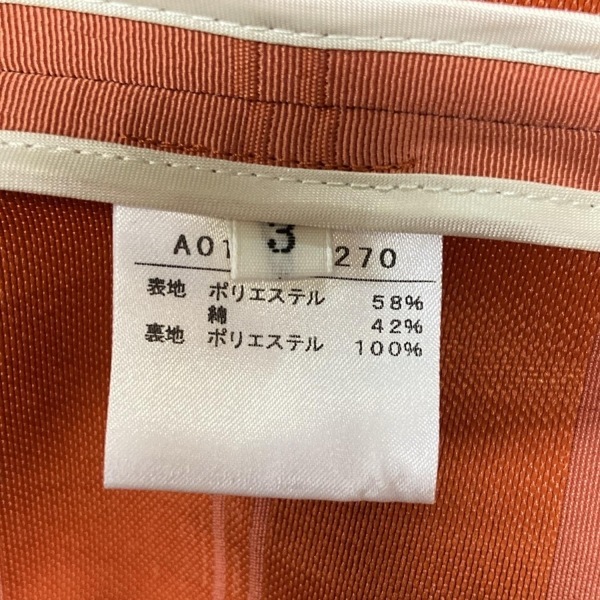 3
A01 270
表地 ポリエステル 58%
綿 42%
裏地 ポリエステル 100%